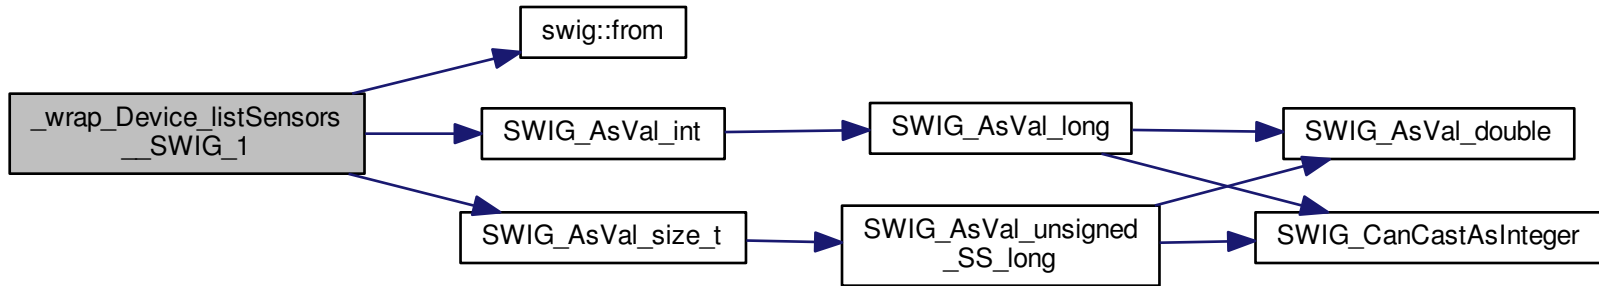 swig::from
_wrap_Device_listSensors
__SWIG_1
SWIG_AsVal_int
SWIG_AsVal_long
SWIG_AsVal_double
SWIG_AsVal_size_t
SWIG_AsVal_unsigned
_SS_long
SWIG_CanCastAsInteger